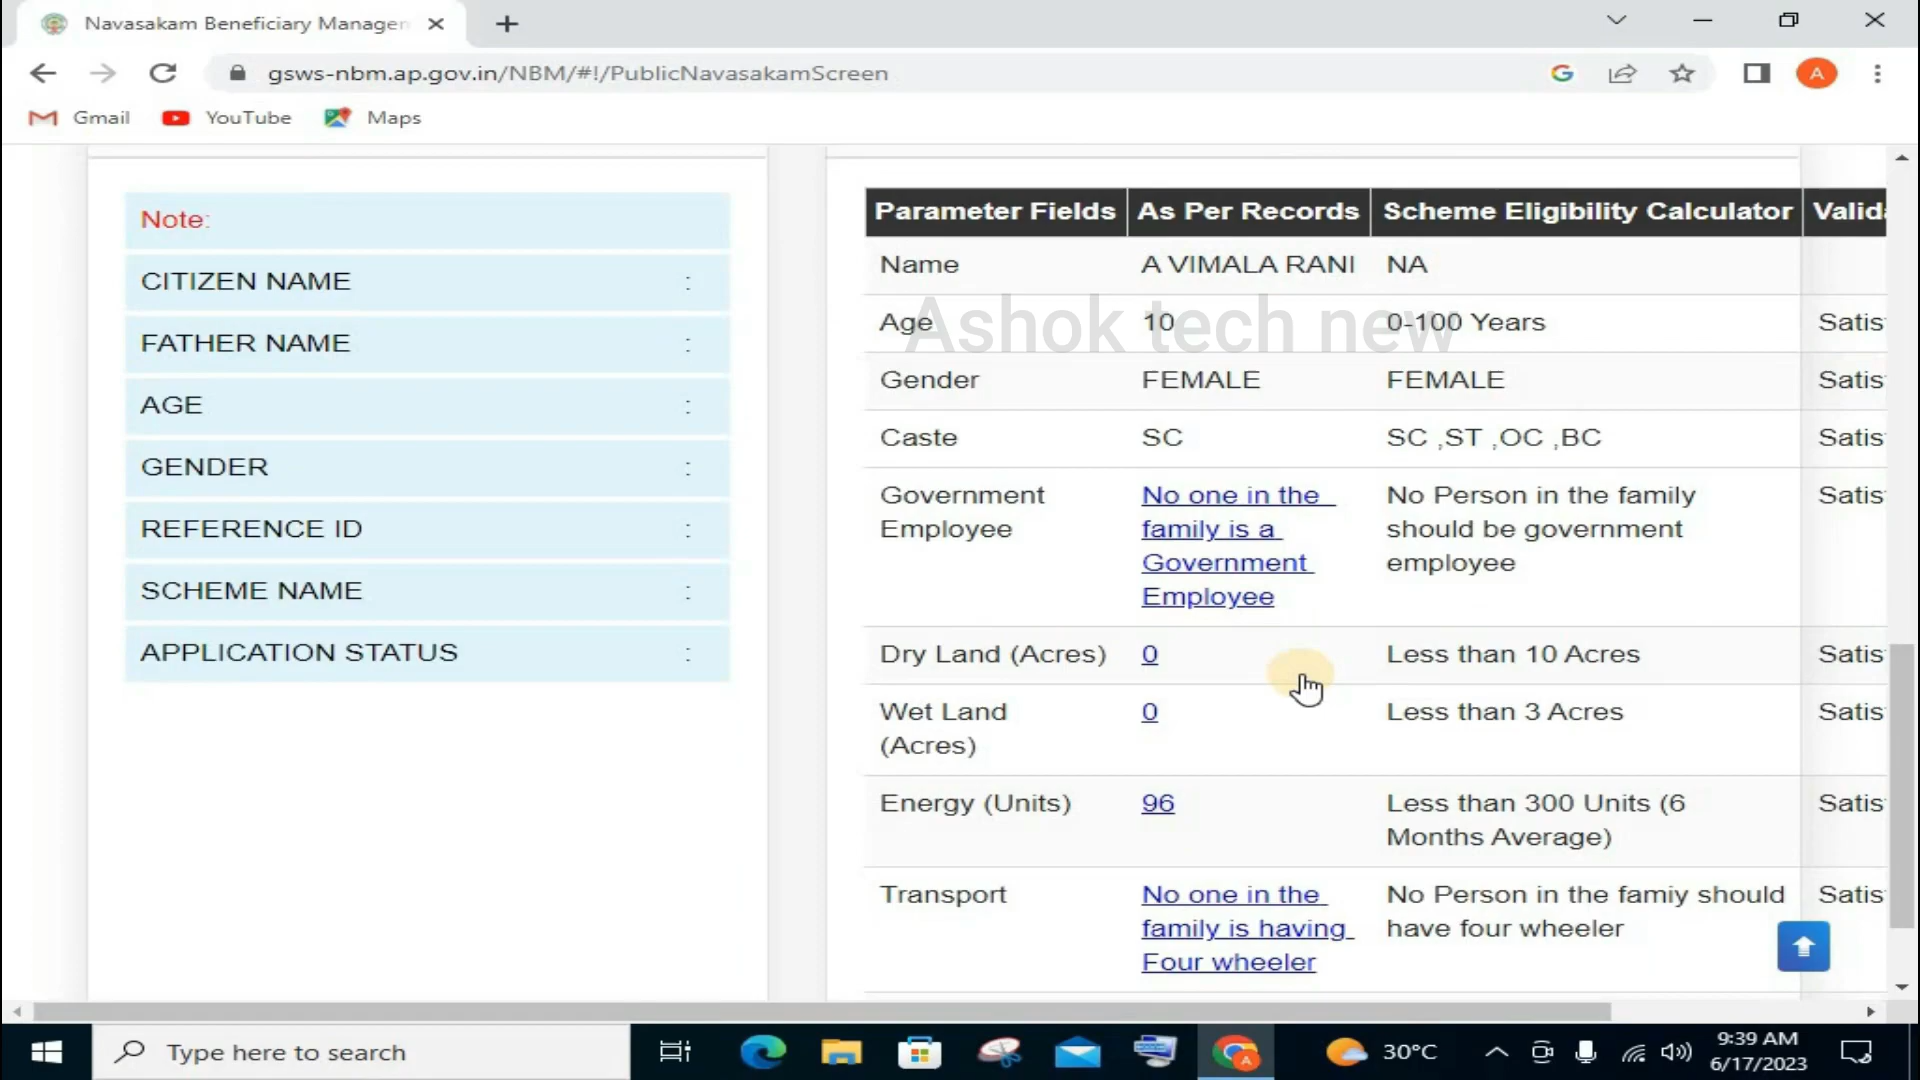 Navasakam Beneficiary Manager
gsws-nbm.ap.gov.in/NBM/#!/PublicNavasakamScreen
A
Gmail YouTube Maps
Note:
CITIZEN NAME :
FATHER NAME :
AGE :
GENDER :
REFERENCE ID :
SCHEME NAME :
APPLICATION STATUS :
Parameter Fields As Per Records Scheme Eligibility Calculator Valida
Name A VIMALA RANI NA
Age 10 0-100 Years Satis
Ashok tech new
Gender FEMALE FEMALE Satis
Caste SC SC ,ST ,OC ,BC Satis
Government No one in the No Person in the family Satis
Employee family is a should be government
Government employee
Employee
Dry Land (Acres) 0 Less than 10 Acres Satis
Wet Land 0 Less than 3 Acres Satis
(Acres)
Energy (Units) 96 Less than 300 Units (6 Satis
Months Average)
Transport No one in the No Person in the famiy should Satis
family is having have four wheeler
Four wheeler
Type here to search
A
30°C
9:39 AM
6/17/2023